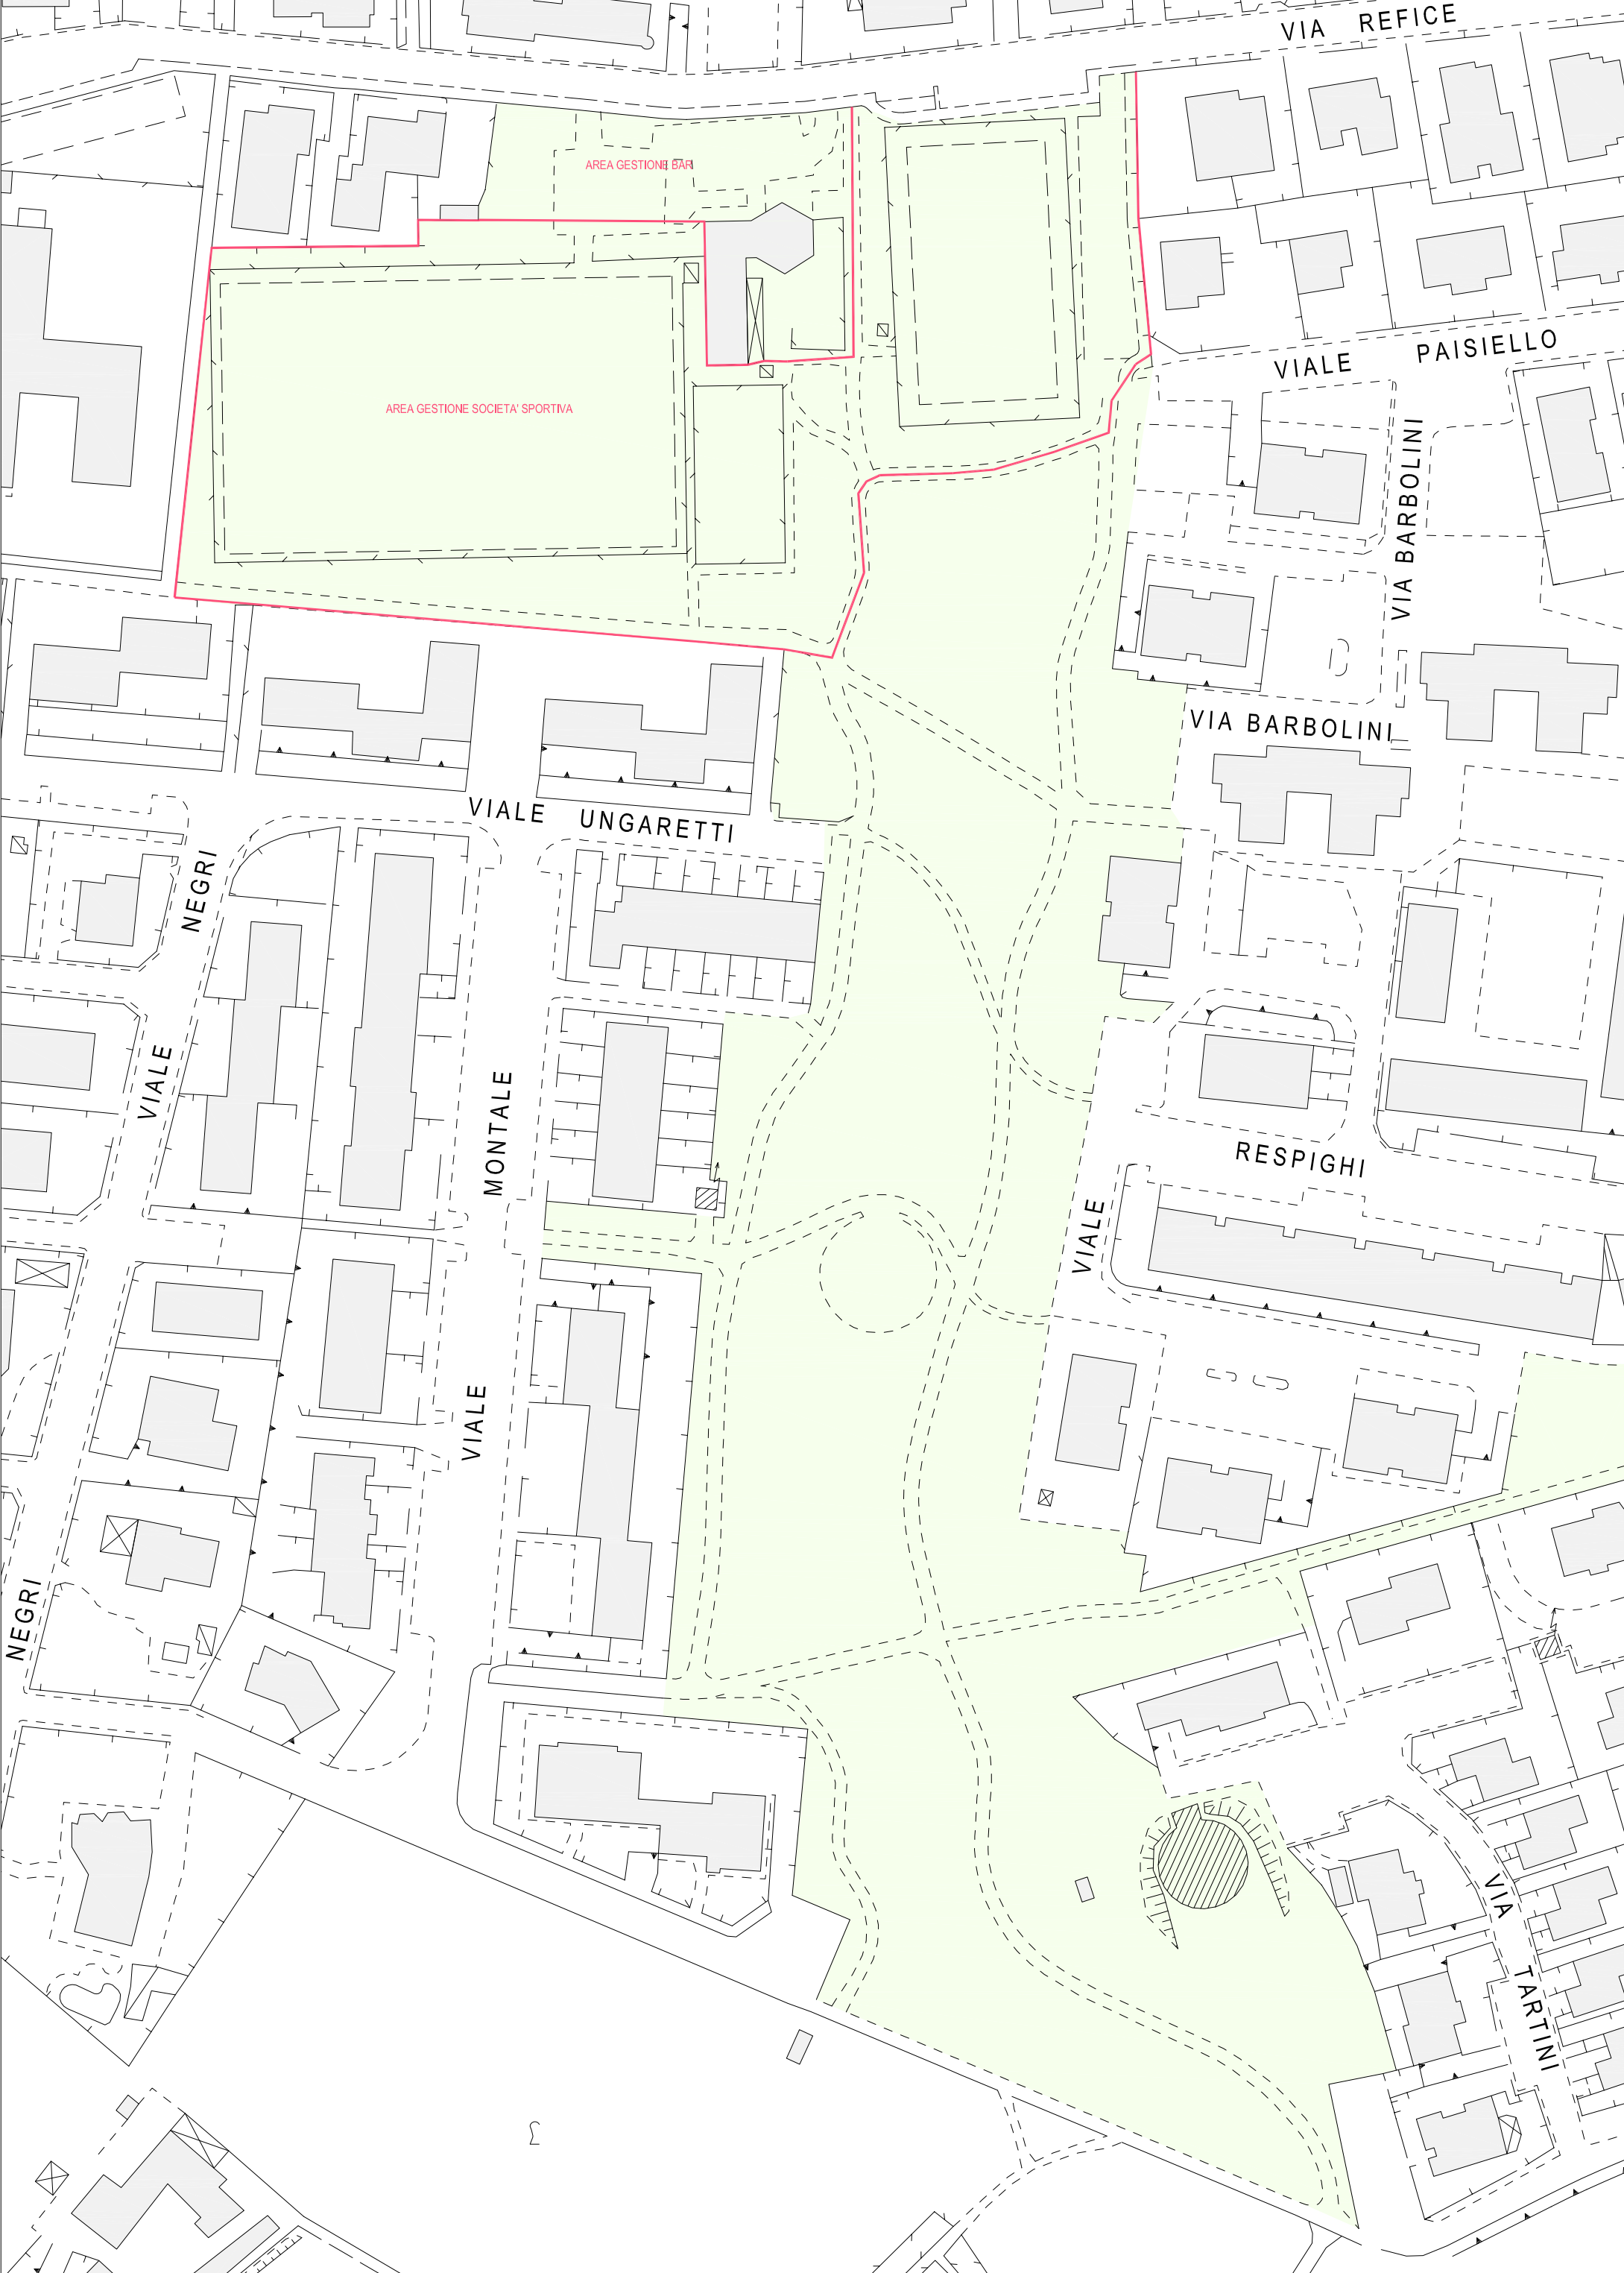 VIA REFICE
AREA GESTIONE BAR
VIALE PAISIELLO
AREA GESTIONE SOCIETA' SPORTIVA
VIA BARBOLINI
VIA BARBOLINI
VIALE UNGARETTI
NEGRI
VIALE
MONTALE
RESPIGHI
VIALE
VIALE
NEGRI
VIA
TARTINI